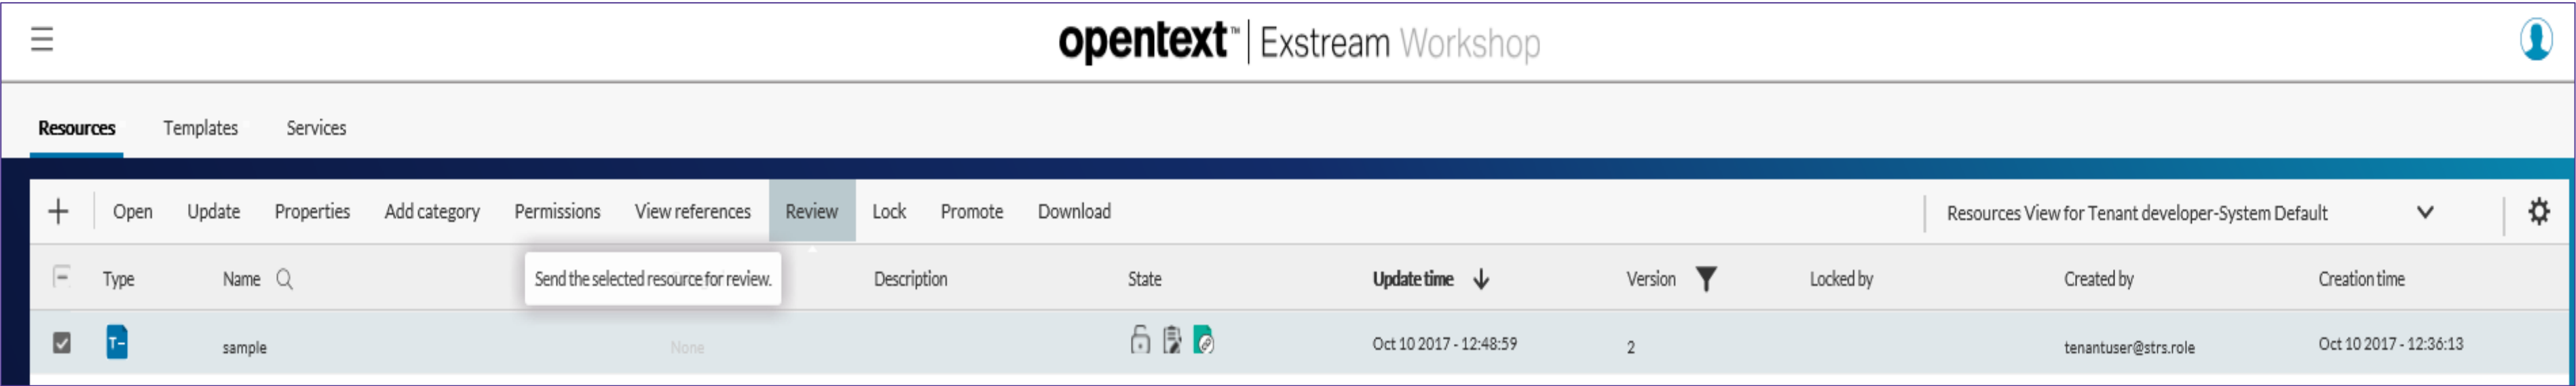 opentext™ | Exstream Workshop
Resources Templates Services
+ Open Update Properties Add category Permissions View references Review Lock Promote Download Resources View for Tenant developer-System Default
Type Name Send the selected resource for review. Description State Update time Version Locked by Created by Creation time
T- sample None Oct 10 2017 - 12:48:59 2 tenantuser@strs.role Oct 10 2017 - 12:36:13